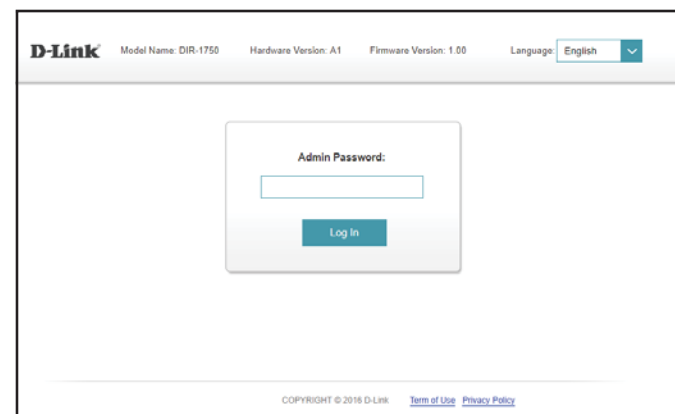 D-Link Model Name: DIR-1750 Hardware Version: A1 Firmware Version: 1.00 Language: English
Admin Password:
Log In
COPYRIGHT © 2016 D-Link Term of Use Privacy Policy